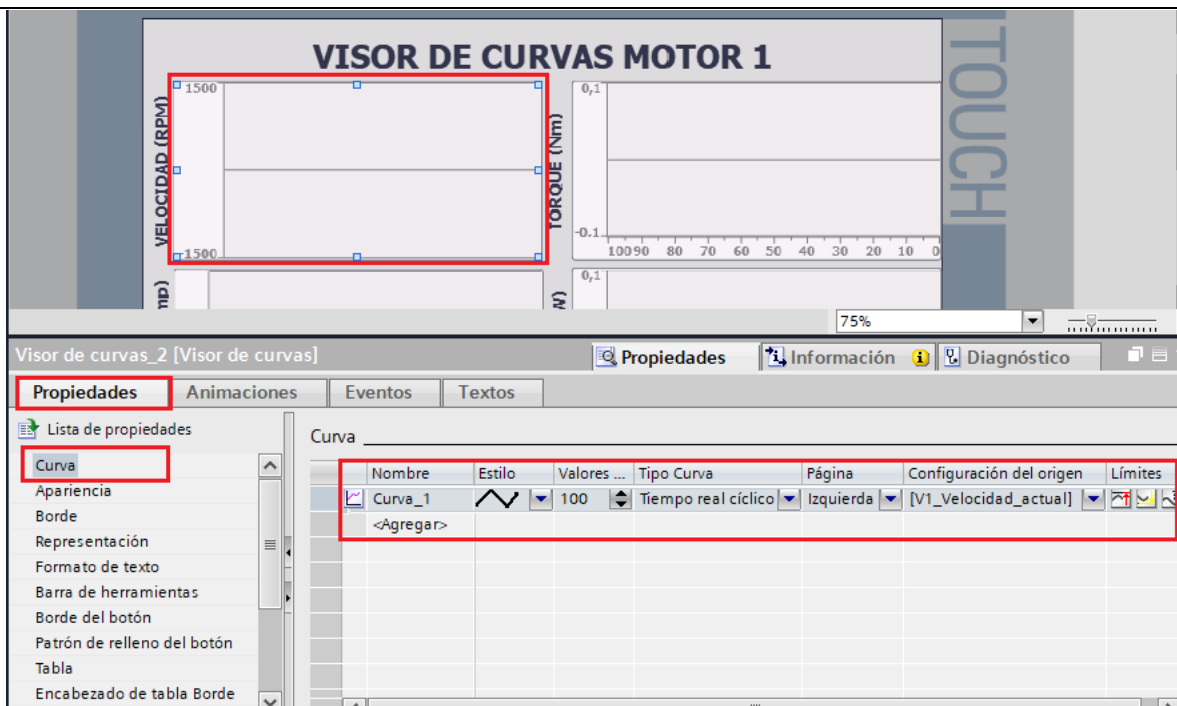 VISOR DE CURVAS MOTOR 1
TOUCH
VELOCIDAD (RPM)
1500
-1500
TORQUE (Nm)
0,1
-0.1
10090 80 70 60 50 40 30 20 10 0
mp)
W)
0,1
75%
Visor de curvas_2 [Visor de curvas]
Propiedades
Información
Diagnóstico
Propiedades
Animaciones
Eventos
Textos
Lista de propiedades
Curva
Apariencia
Borde
Representación
Formato de texto
Barra de herramientas
Borde del botón
Patrón de relleno del botón
Tabla
Encabezado de tabla Borde
Curva
Nombre Estilo Valores ... Tipo Curva Página Configuración del origen Límites
Curva_1 100 Tiempo real cíclico Izquierda [V1_Velocidad_actual]
<Agregar>